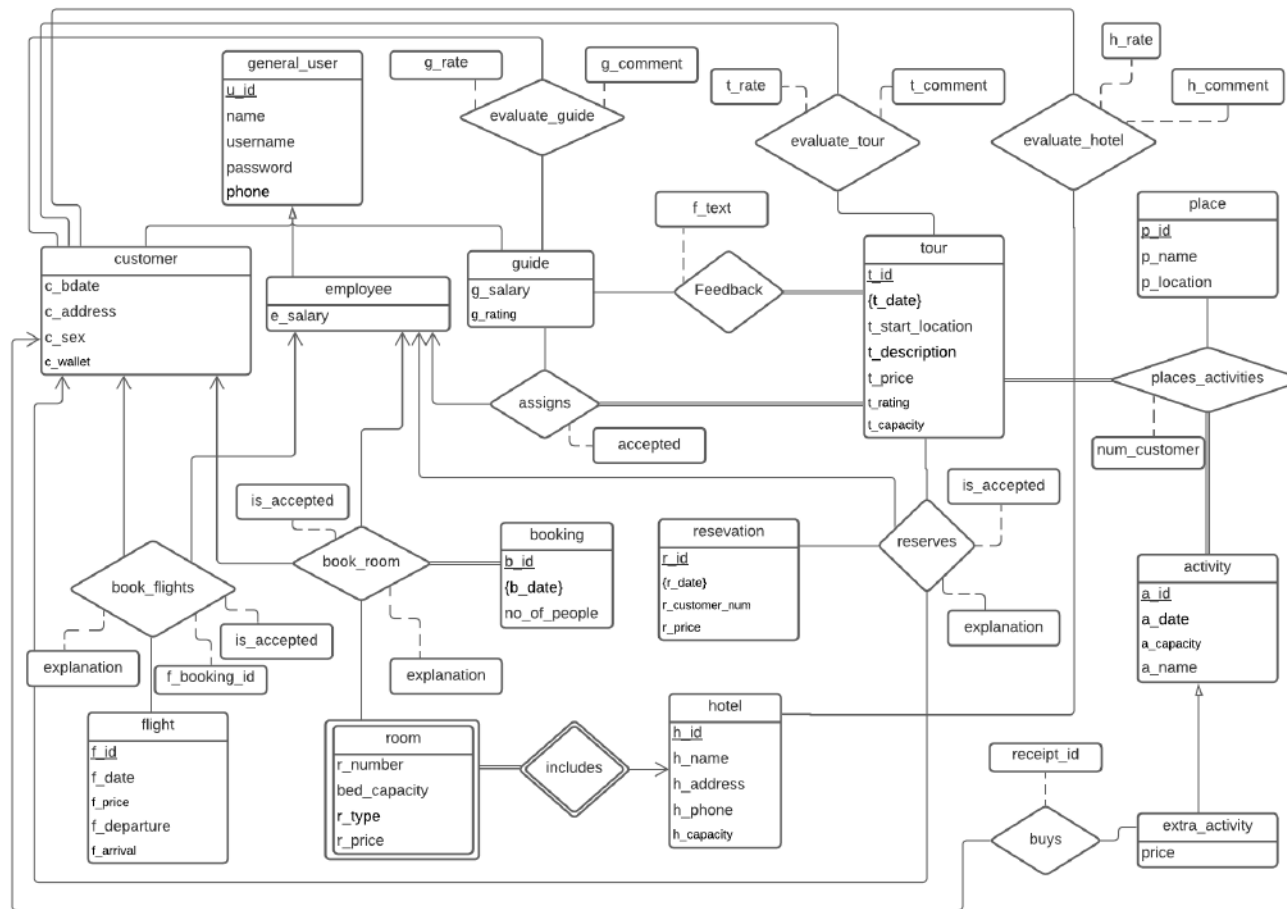 general_user
u_id
name
username
password
phone
g_rate
g_comment
evaluate_guide
t_rate
t_comment
evaluate_tour
h_rate
h_comment
evaluate_hotel
customer
c_bdate
c_address
c_sex
c_wallet
employee
e_salary
guide
g_salary
g_rating
f_text
Feedback
tour
t_id
{t_date}
t_start_location
t_description
t_price
t_rating
t_capacity
place
p_id
p_name
p_location
places_activities
num_customer
assigns
accepted
is_accepted
book_room
explanation
booking
b_id
{b_date}
no_of_people
resevation
r_id
{r_date}
r_customer_num
r_price
is_accepted
reserves
explanation
activity
a_id
a_date
a_capacity
a_name
book_flights
is_accepted
explanation
f_booking_id
flight
f_id
f_date
f_price
f_departure
f_arrival
room
r_number
bed_capacity
r_type
r_price
includes
hotel
h_id
h_name
h_address
h_phone
h_capacity
receipt_id
buys
extra_activity
price